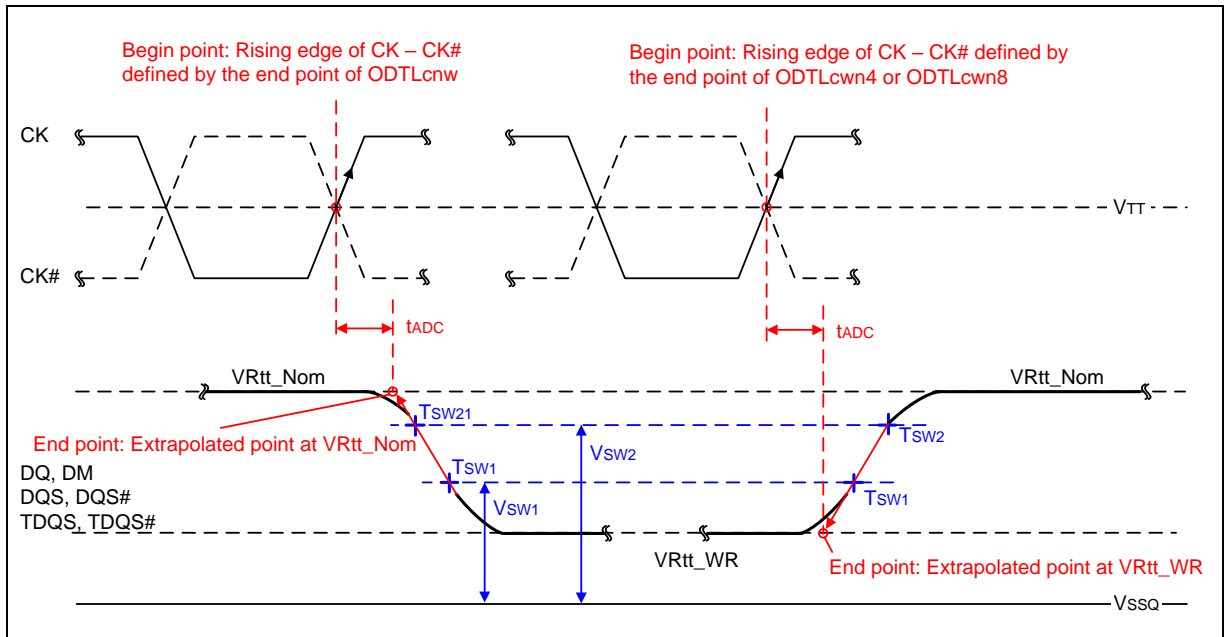 Begin point: Rising edge of CK – CK#
defined by the end point of ODTLcnw
Begin point: Rising edge of CK – CK# defined by
the end point of ODTLcwn4 or ODTLcwn8
CK
VTT
CK#
tADC
tADC
VRtt_Nom
VRtt_Nom
TSW21
End point: Extrapolated point at VRtt_Nom
TSW2
VSW2
DQ, DM
DQS, DQS#
TDQS, TDQS#
TSW1
VSW1
TSW1
VRtt_WR
End point: Extrapolated point at VRtt_WR
VSSQ